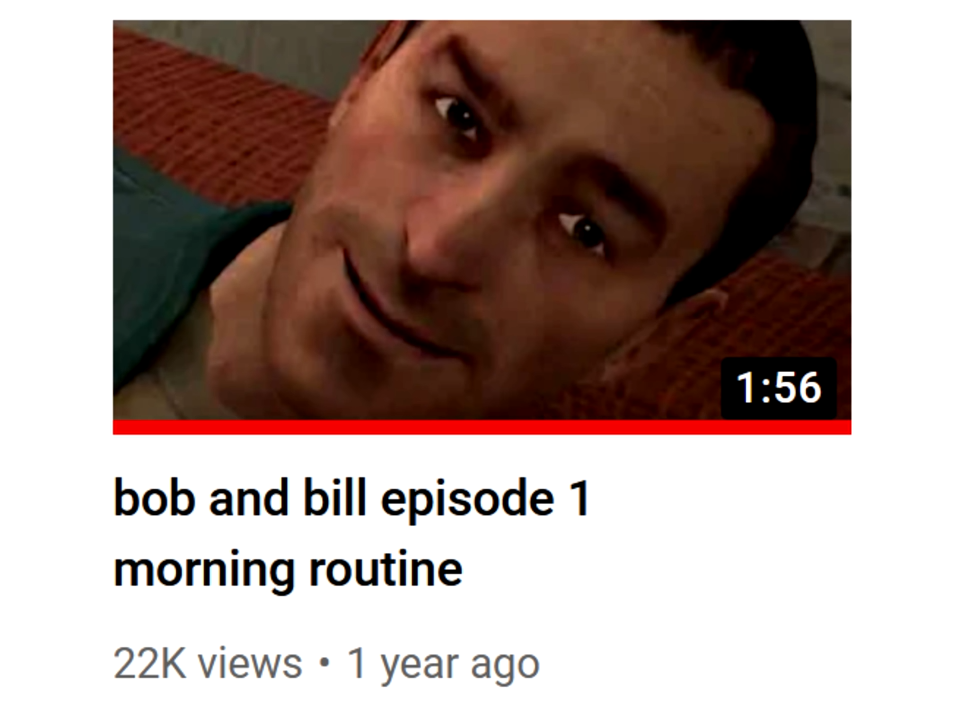 1:56
bob and bill episode 1
morning routine
22K views • 1 year ago